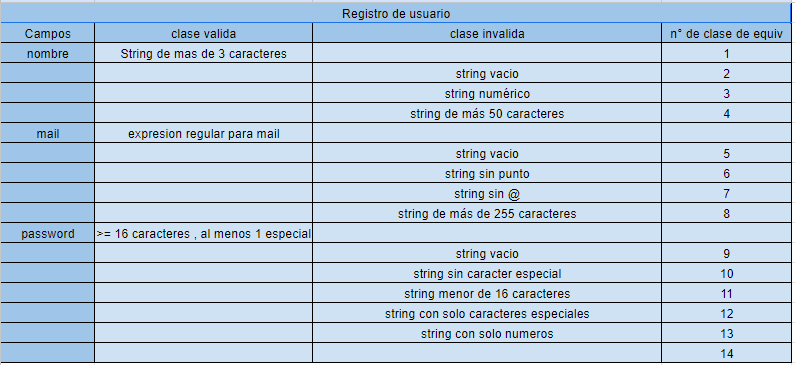 Registro de usuario
Campos clase valida clase invalida n° de clase de equiv
nombre String de mas de 3 caracteres 1
string vacio 2
string numérico 3
string de más 50 caracteres 4
mail expresion regular para mail
string vacio 5
string sin punto 6
string sin @ 7
string de más de 255 caracteres 8
password >= 16 caracteres , al menos 1 especial
string vacio 9
string sin caracter especial 10
string menor de 16 caracteres 11
string con solo caracteres especiales 12
string con solo numeros 13
14